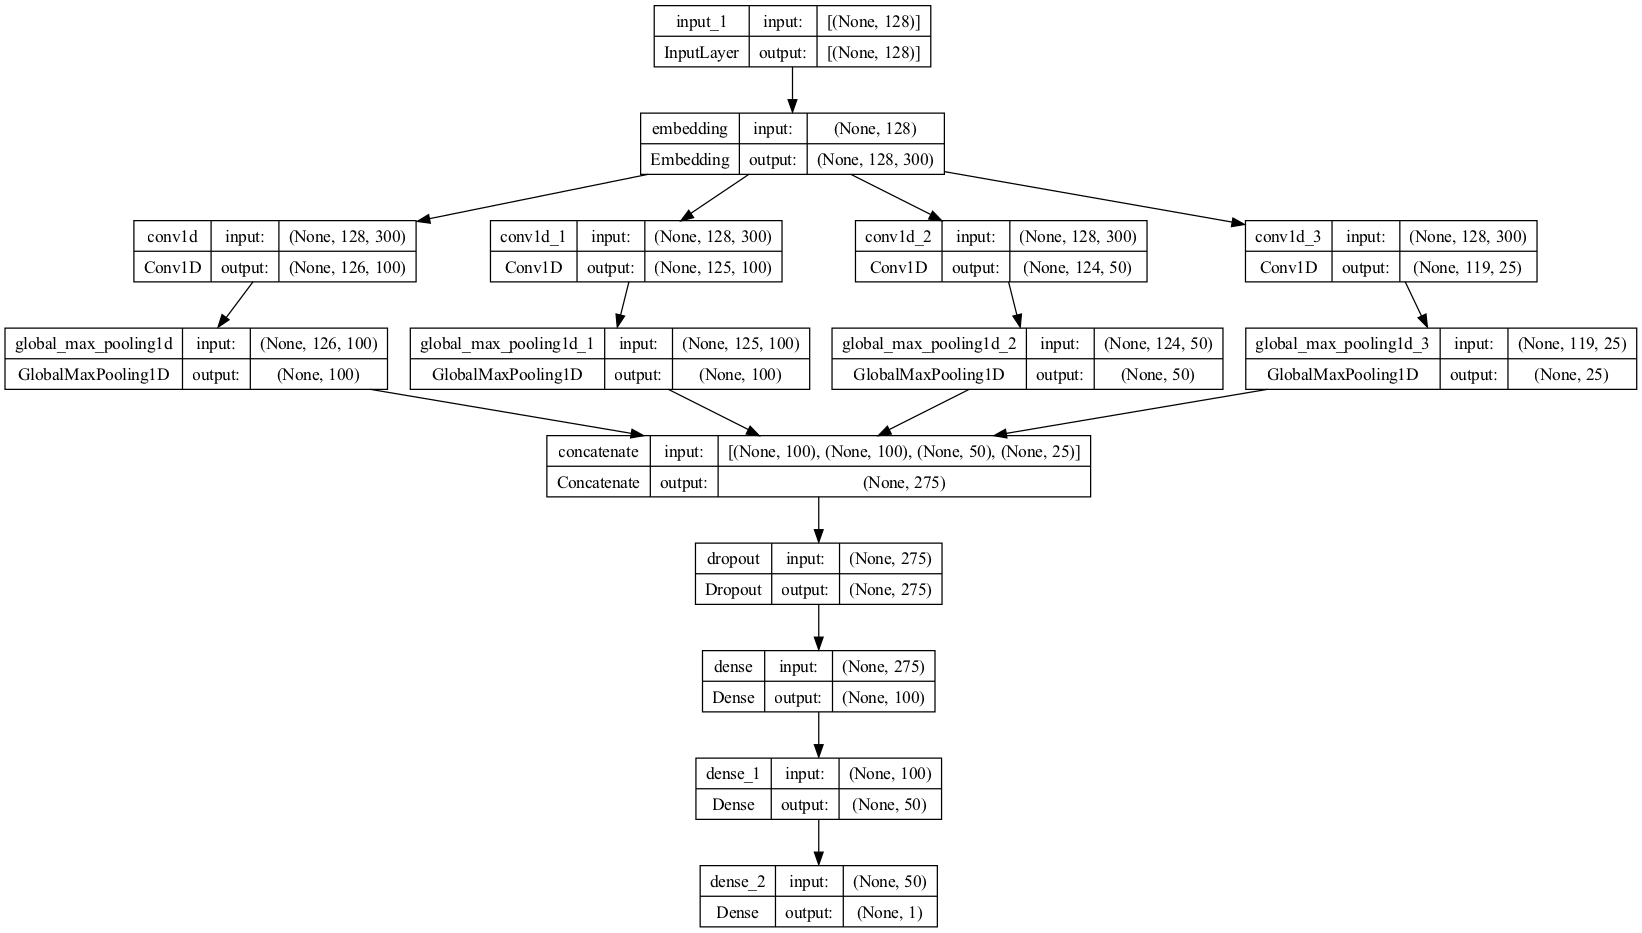 input_1 input: [(None, 128)]
InputLayer output: [(None, 128)]
embedding input: (None, 128)
Embedding output: (None, 128, 300)
conv1d input: (None, 128, 300)
Conv1D output: (None, 126, 100)
conv1d_1 input: (None, 128, 300)
Conv1D output: (None, 125, 100)
conv1d_2 input: (None, 128, 300)
Conv1D output: (None, 124, 50)
conv1d_3 input: (None, 128, 300)
Conv1D output: (None, 119, 25)
global_max_pooling1d input: (None, 126, 100)
GlobalMaxPooling1D output: (None, 100)
global_max_pooling1d_1 input: (None, 125, 100)
GlobalMaxPooling1D output: (None, 100)
global_max_pooling1d_2 input: (None, 124, 50)
GlobalMaxPooling1D output: (None, 50)
global_max_pooling1d_3 input: (None, 119, 25)
GlobalMaxPooling1D output: (None, 25)
concatenate input: [(None, 100), (None, 100), (None, 50), (None, 25)]
Concatenate output: (None, 275)
dropout input: (None, 275)
Dropout output: (None, 275)
dense input: (None, 275)
Dense output: (None, 100)
dense_1 input: (None, 100)
Dense output: (None, 50)
dense_2 input: (None, 50)
Dense output: (None, 1)